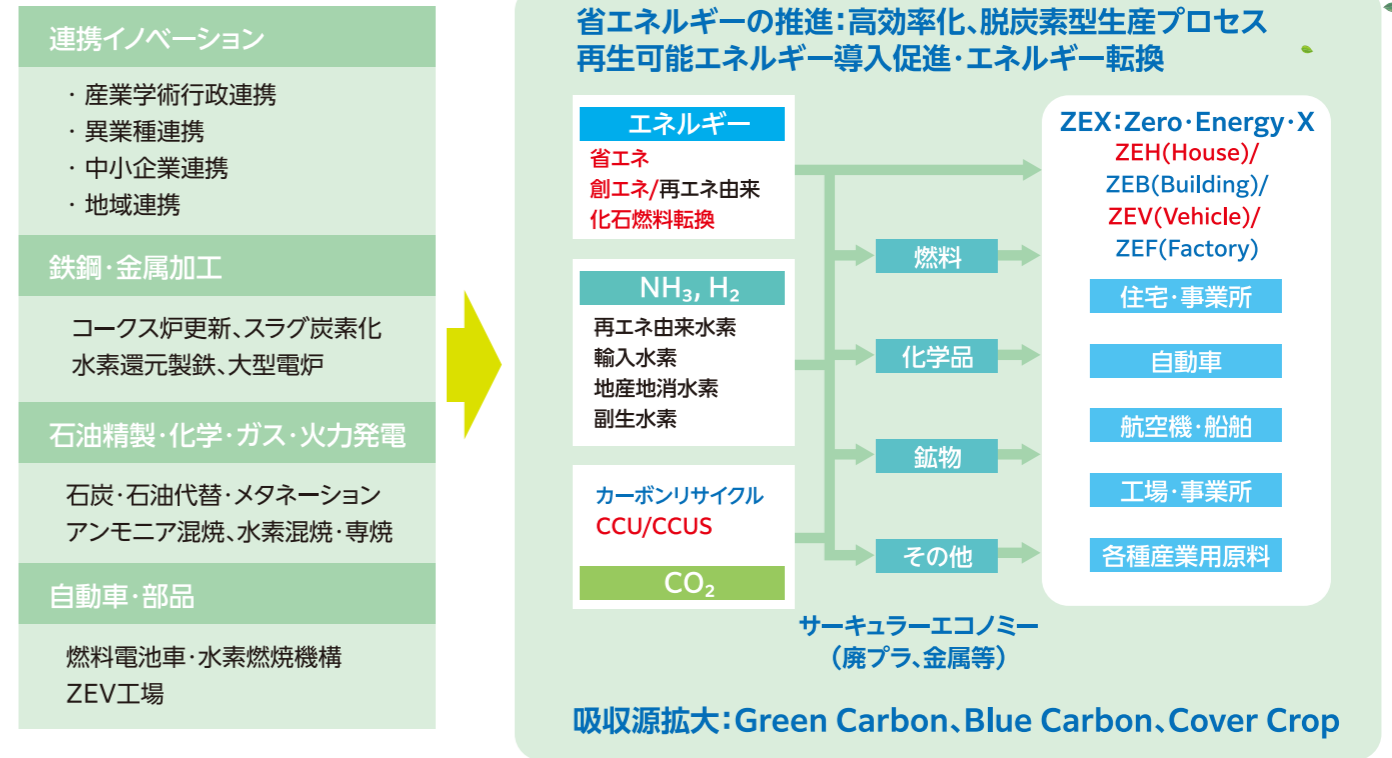 連携イノベーション
・産業学術行政連携
・異業種連携
・中小企業連携
・地域連携
鉄鋼・金属加工
コークス炉更新、スラグ炭素化
水素還元製鉄、大型電炉
石油精製・化学・ガス・火力発電
石炭・石油代替・メタネーション
アンモニア混焼、水素混焼・専焼
自動車・部品
燃料電池車・水素燃焼機構
ZEV工場
省エネルギーの推進：高効率化、脱炭素型生産プロセス
再生可能エネルギー導入促進・エネルギー転換
エネルギー
省エネ
創エネ/再エネ由来
化石燃料転換
NH₃, H₂
再エネ由来水素
輸入水素
地産地消水素
副生水素
カーボンリサイクル
CCU/CCUS
CO₂
燃料
化学品
鉱物
その他
サーキュラーエコノミー
（廃プラ、金属等）
ZEX：Zero・Energy・X
ZEH(House)/
ZEB(Building)/
ZEV(Vehicle)/
ZEF(Factory)
住宅・事業所
自動車
航空機・船舶
工場・事業所
各種産業用原料
吸収源拡大：Green Carbon、Blue Carbon、Cover Crop